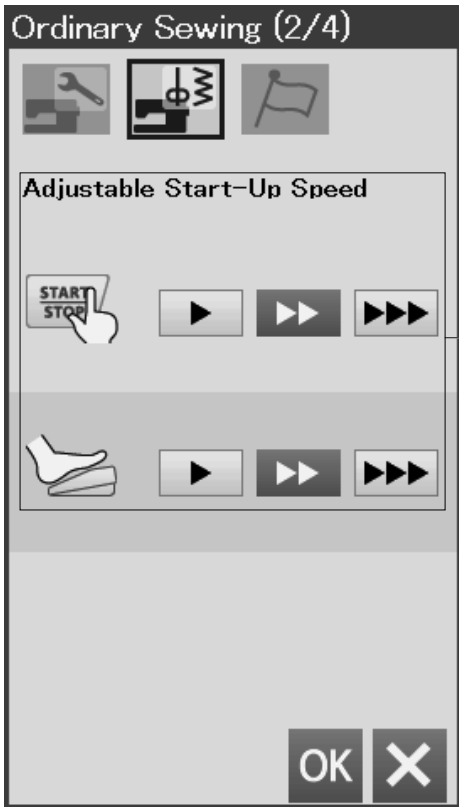 Ordinary Sewing (2/4)
Adjustable Start-Up Speed
START
STOP
OK